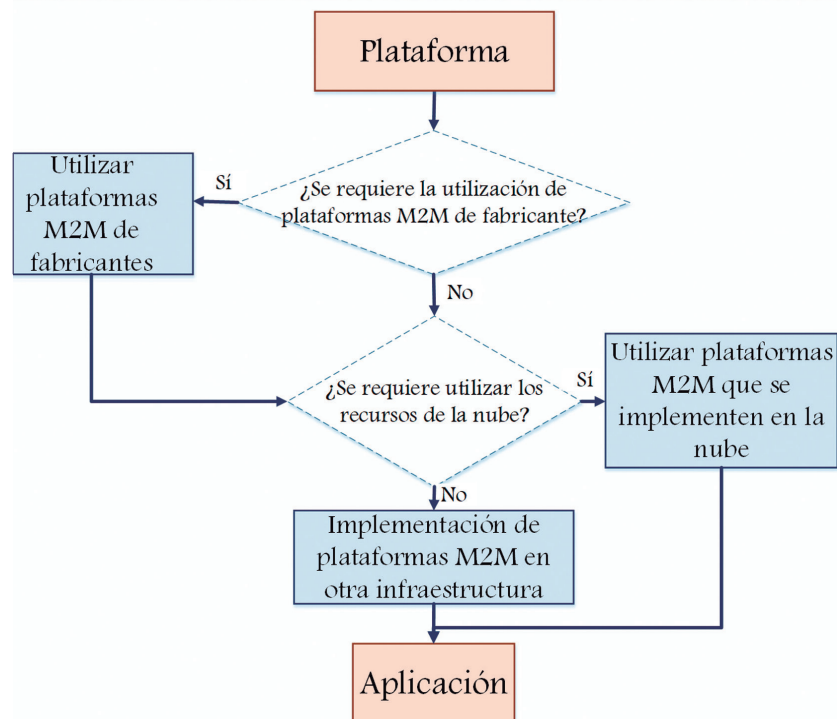 Plataforma
¿Se requiere la utilización de
plataformas M2M de fabricante?
Sí
Utilizar
plataformas
M2M de
fabricantes
No
¿Se requiere utilizar los
recursos de la nube?
Sí
Utilizar plataformas
M2M que se
implementen en la
nube
No
Implementación de
plataformas M2M en
otra infraestructura
Aplicación